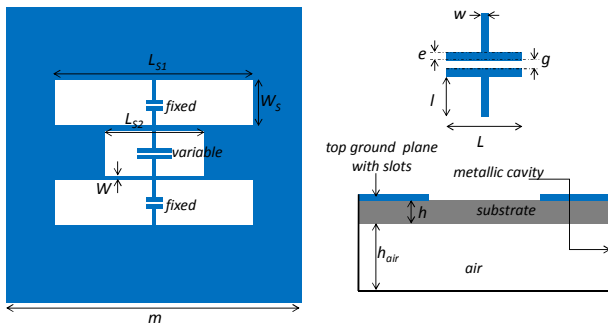 L_S1
fixed
W_S
L_S2
variable
W
fixed
m
w
e
g
l
L
top ground plane
with slots
metallic cavity
h
substrate
h_air
air